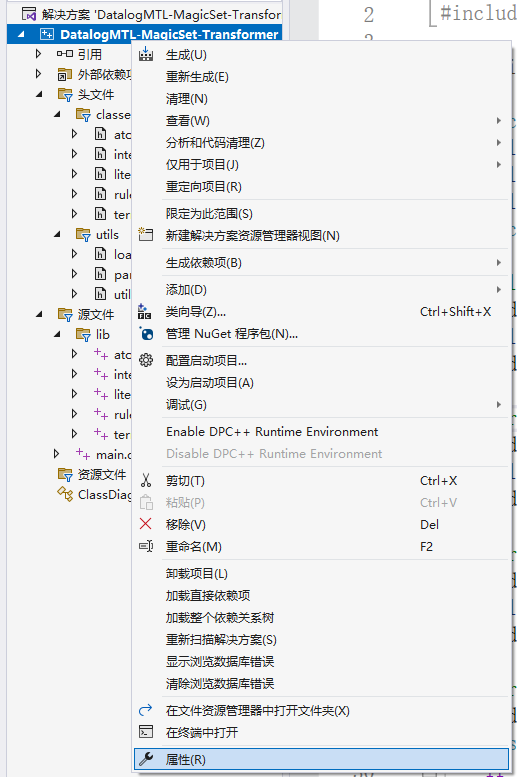 解决方案 'DatalogMTL-MagicSet-Transfor
2
#includ
DatalogMTL-MagicSet-Transformer
引用
外部依赖项
头文件
classe
ato
inte
lite
rule
ter
utils
loa
par
util
源文件
lib
ato
inte
lite
rule
ter
main.c
资源文件
ClassDiag
生成(U)
重新生成(E)
清理(N)
查看(W)
分析和代码清理(Z)
仅用于项目(J)
重定向项目(R)
限定为此范围(S)
新建解决方案资源管理器视图(N)
生成依赖项(B)
添加(D)
类向导(Z)... Ctrl+Shift+X
管理 NuGet 程序包(N)...
配置启动项目...
设为启动项目(A)
调试(G)
Enable DPC++ Runtime Environment
Disable DPC++ Runtime Environment
剪切(T) Ctrl+X
粘贴(P) Ctrl+V
移除(V) Del
重命名(M) F2
卸载项目(L)
加载直接依赖项
加载整个依赖关系树
重新扫描解决方案(S)
显示浏览数据库错误
清除浏览数据库错误
在文件资源管理器中打开文件夹(X)
在终端中打开
属性(R)